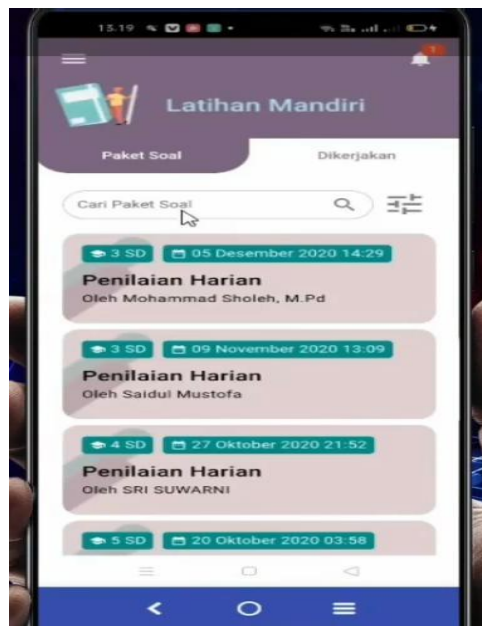 15.19
1
Latihan Mandiri
Paket Soal
Dikerjakan
Cari Paket Soal
3 SD 05 Desember 2020 14:29
Penilaian Harian
Oleh Mohammad Sholeh, M.Pd
3 SD 09 November 2020 13:09
Penilaian Harian
Oleh Saidul Mustofa
4 SD 27 Oktober 2020 21:52
Penilaian Harian
Oleh SRI SUWARNI
5 SD 20 Oktober 2020 03:58